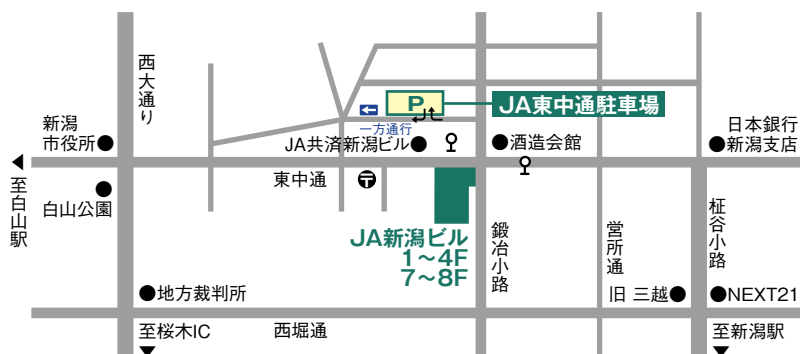 西大通り
P
JA東中通駐車場
一方通行
新潟
市役所
JA共済新潟ビル
酒造会館
日本銀行
新潟支店
至白山駅
白山公園
東中通
〒
JA新潟ビル
1〜4F
7〜8F
鍛冶小路
営所通
柾谷小路
地方裁判所
旧 三越
NEXT21
至桜木IC
西堀通
至新潟駅